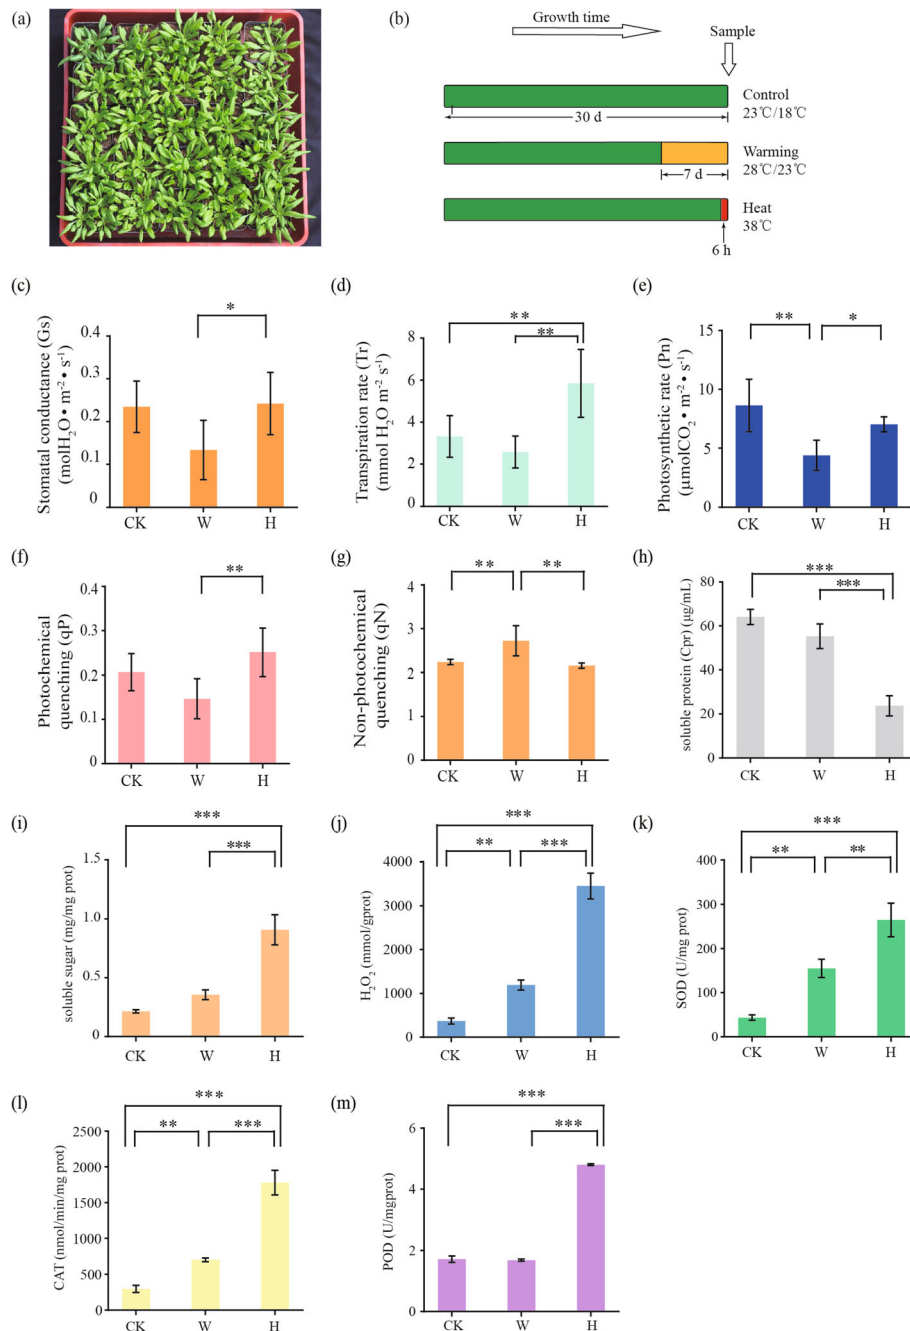 (a)
(b)
Growth time
Sample
Control
23℃/18℃
30 d
Warming
28℃/23℃
7 d
Heat
38℃
6 h
(c)
Stomatal conductance (Gs)
(molH₂O • m⁻² • s⁻¹)
0.4
0.3
0.2
0.1
0
*
CK W H
(d)
Transpiration rate (Tr)
(mmol H₂O m⁻² s⁻¹)
8
6
4
2
0
**
**
CK W H
(e)
Photosynthetic rate (Pn)
(μmolCO₂ • m⁻² • s⁻¹)
15
10
5
0
** *
CK W H
(f)
Photochemical
quenching (qP)
0.4
0.3
0.2
0.1
0
**
CK W H
(g)
Non-photochemical
quenching (qN)
4
3
2
1
0
** **
CK W H
(h)
soluble protein (Cpr) (μg/mL)
80
60
40
20
0
***
***
CK W H
(i)
soluble sugar (mg/mg prot)
1.5
1.0
0.5
0
***
***
CK W H
(j)
H₂O₂ (mmol/gprot)
4000
3000
2000
1000
0
***
** ***
CK W H
(k)
SOD (U/mg prot)
400
300
200
100
0
***
** **
CK W H
(l)
CAT (nmol/min/mg prot)
2500
2000
1500
1000
500
0
***
** ***
CK W H
(m)
POD (U/mgprot)
6
4
2
0
***
***
CK W H